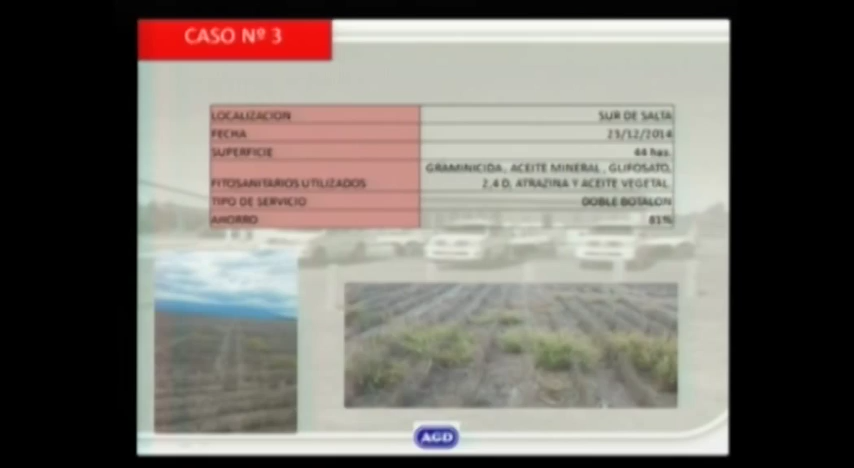 CASO Nº 3
LOCALIZACION SUR DE SALTA
FECHA 23/12/2014
SUPERFICIE 44 has.
GRAMINICIDA, ACEITE MINERAL, GLIFOSATO,
FITOSANITARIOS UTILIZADOS 2,4 D, ATRAZINA Y ACEITE VEGETAL.
TIPO DE SERVICIO DOBLE BOTALON
AHORRO 81%
AGD